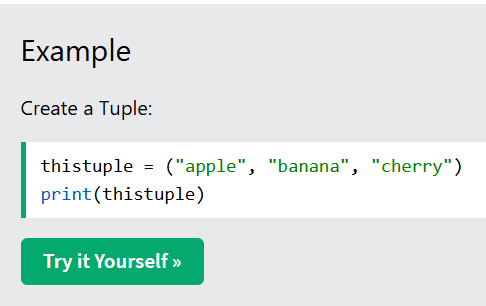 Example
Create a Tuple:
thistuple = ("apple", "banana", "cherry")
print(thistuple)
Try it Yourself »